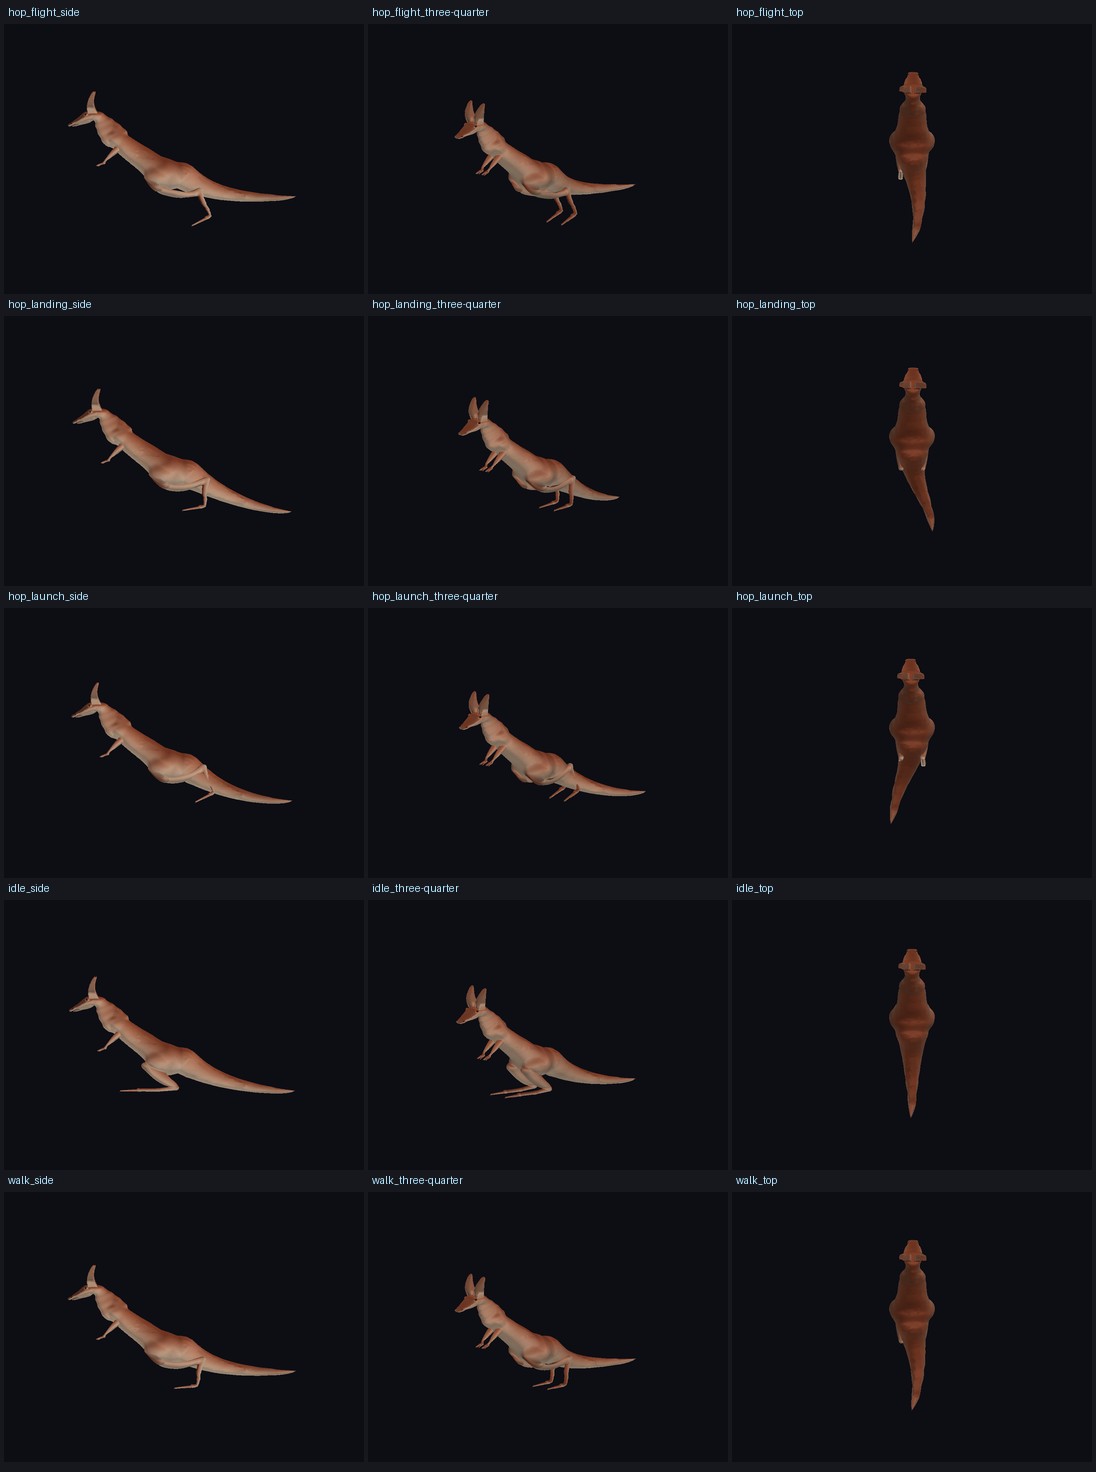 hop_flight_side
hop_flight_three-quarter
hop_flight_top
hop_landing_side
hop_landing_three-quarter
hop_landing_top
hop_launch_side
hop_launch_three-quarter
hop_launch_top
idle_side
idle_three-quarter
idle_top
walk_side
walk_three-quarter
walk_top